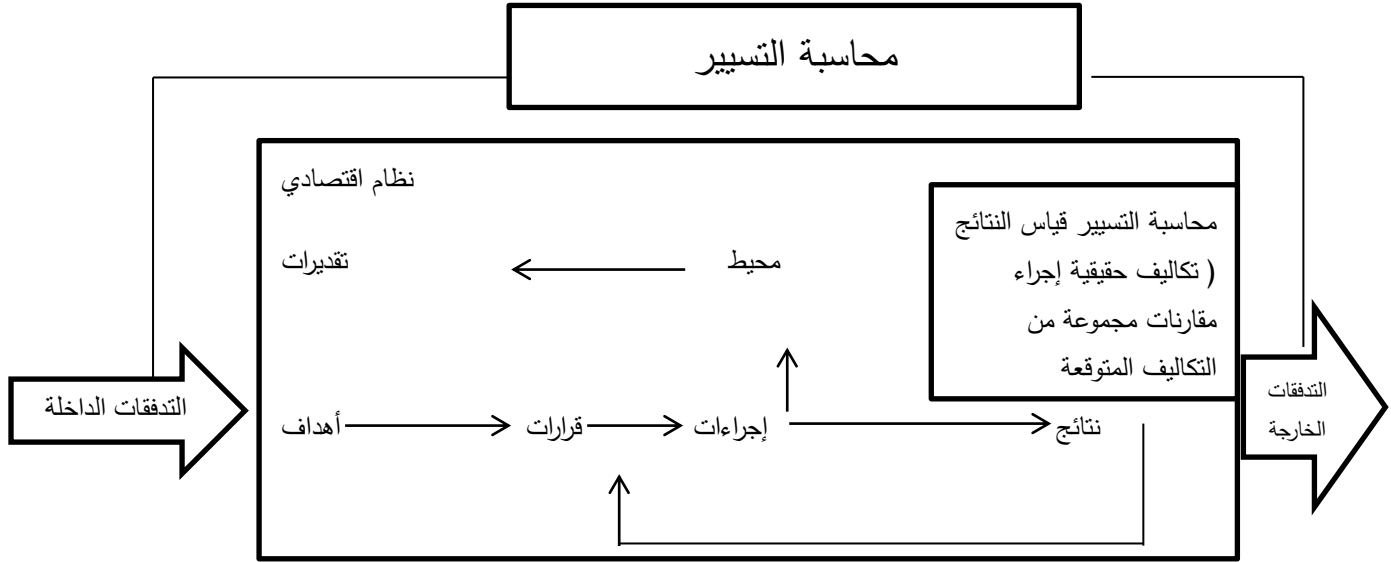 محاسبة التسيير
نظام اقتصادي
محاسبة التسيير قياس النتائج
( تكاليف حقيقية إجراء
مقارنات مجموعة من
التكاليف المتوقعة
محيط
تقديرات
التدفقات الداخلة
أهداف
قرارات
إجراءات
نتائج
التدفقات
الخارجة